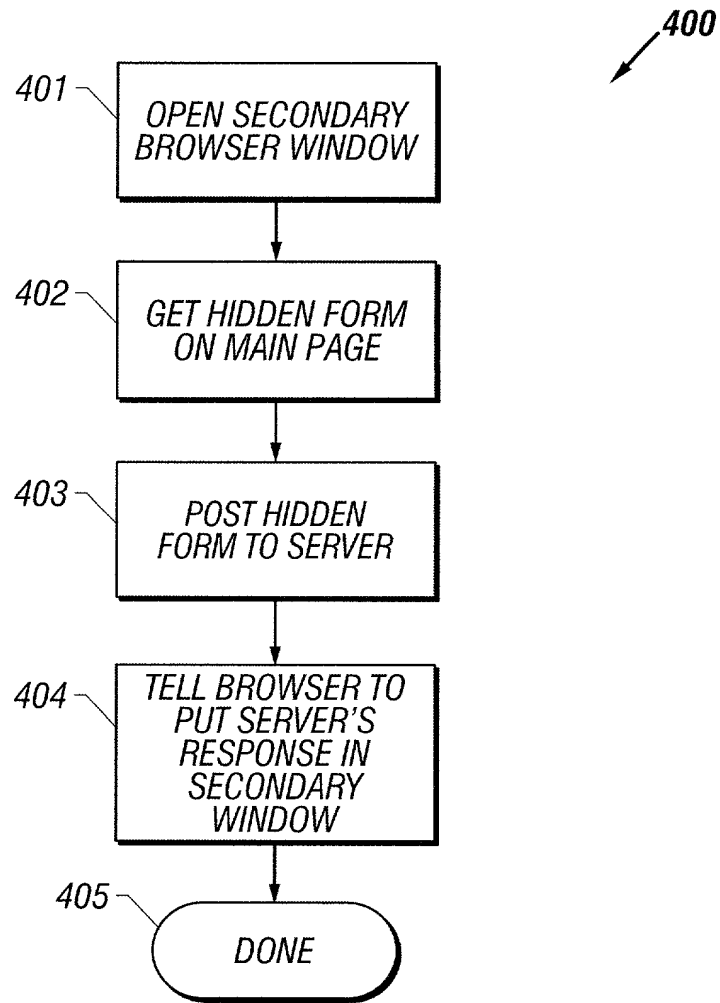 400
401
OPEN SECONDARY
BROWSER WINDOW
402
GET HIDDEN FORM
ON MAIN PAGE
403
POST HIDDEN
FORM TO SERVER
404
TELL BROWSER TO
PUT SERVER'S
RESPONSE IN
SECONDARY
WINDOW
405
DONE